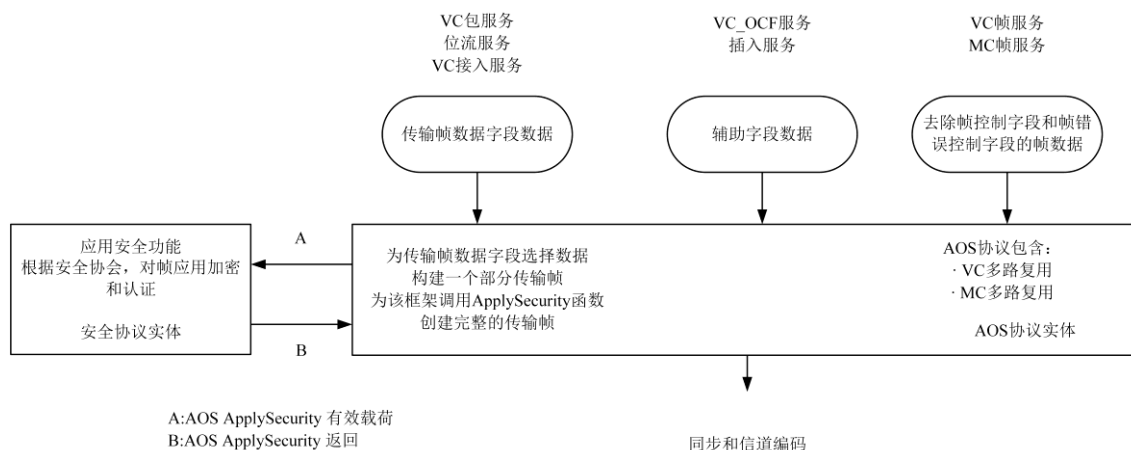 VC包服务
位流服务
VC接入服务
VC_OCF服务
插入服务
VC帧服务
MC帧服务
传输帧数据字段数据
辅助字段数据
去除帧控制字段和帧错
误控制字段的帧数据
应用安全功能
根据安全协会，对帧应用加密
和认证
安全协议实体
A
B
为传输帧数据字段选择数据
构建一个部分传输帧
为该框架调用ApplySecurity函数
创建完整的传输帧
AOS协议包含：
· VC多路复用
· MC多路复用
AOS协议实体
A:AOS ApplySecurity 有效载荷
B:AOS ApplySecurity 返回
同步和信道编码